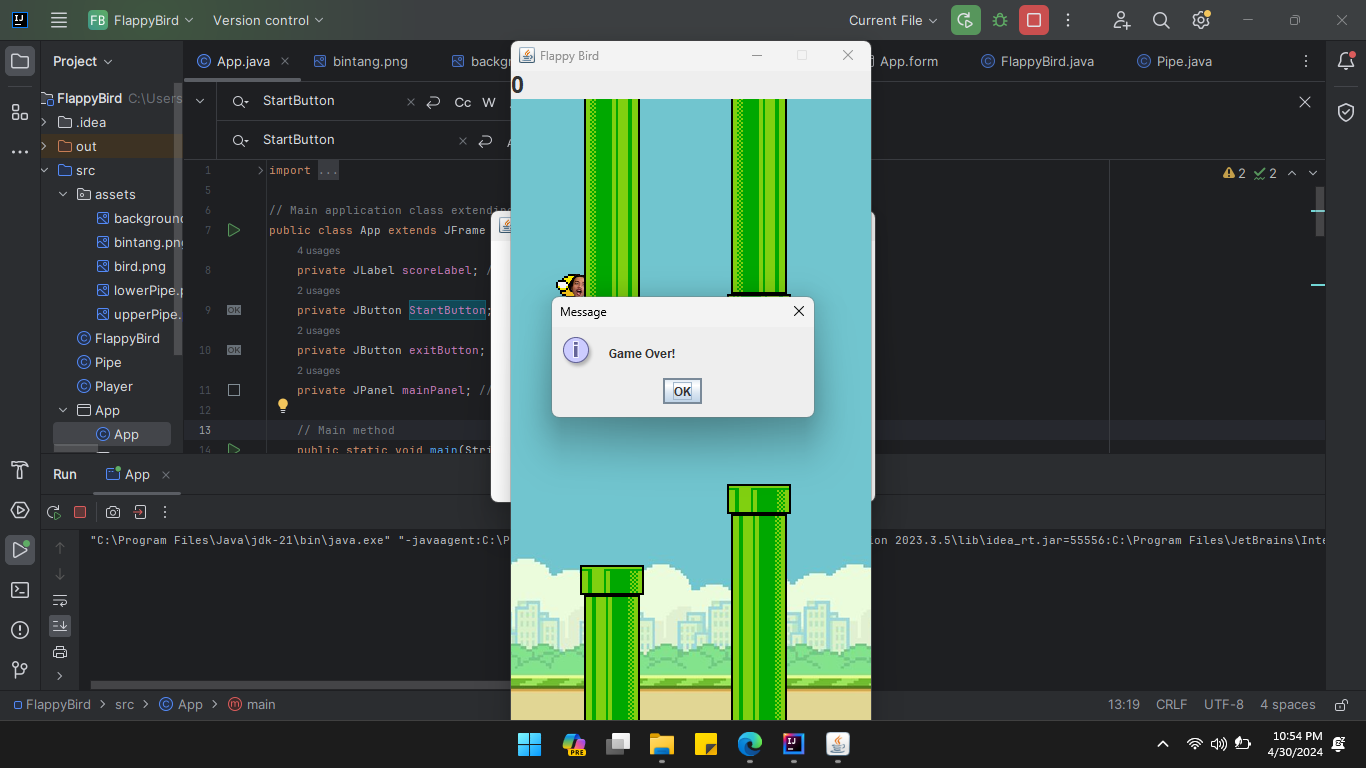 FB FlappyBird Version control Current File
Project
App.java bintang.png backgr App.form FlappyBird.java Pipe.java
Flappy Bird
0
FlappyBird C:\Users
.idea
out
src
assets
background
bintang.png
bird.png
lowerPipe.p
upperPipe.
FlappyBird
Pipe
Player
App
App
StartButton Cc W
StartButton
2 2
1 import ...
5
6 // Main application class extending
7 public class App extends JFrame
4 usages
8 private JLabel scoreLabel; //
2 usages
9 private JButton StartButton;
2 usages
10 private JButton exitButton;
2 usages
11 private JPanel mainPanel; //
12
13 // Main method
14 public static void main(Stri
Message
Game Over!
OK
Run App
"C:\Program Files\Java\jdk-21\bin\java.exe" "-javaagent:C:\P
on 2023.3.5\lib\idea_rt.jar=55556:C:\Program Files\JetBrains\Inte
FlappyBird > src > App > main 13:19 CRLF UTF-8 4 spaces
PRE
10:54 PM
4/30/2024